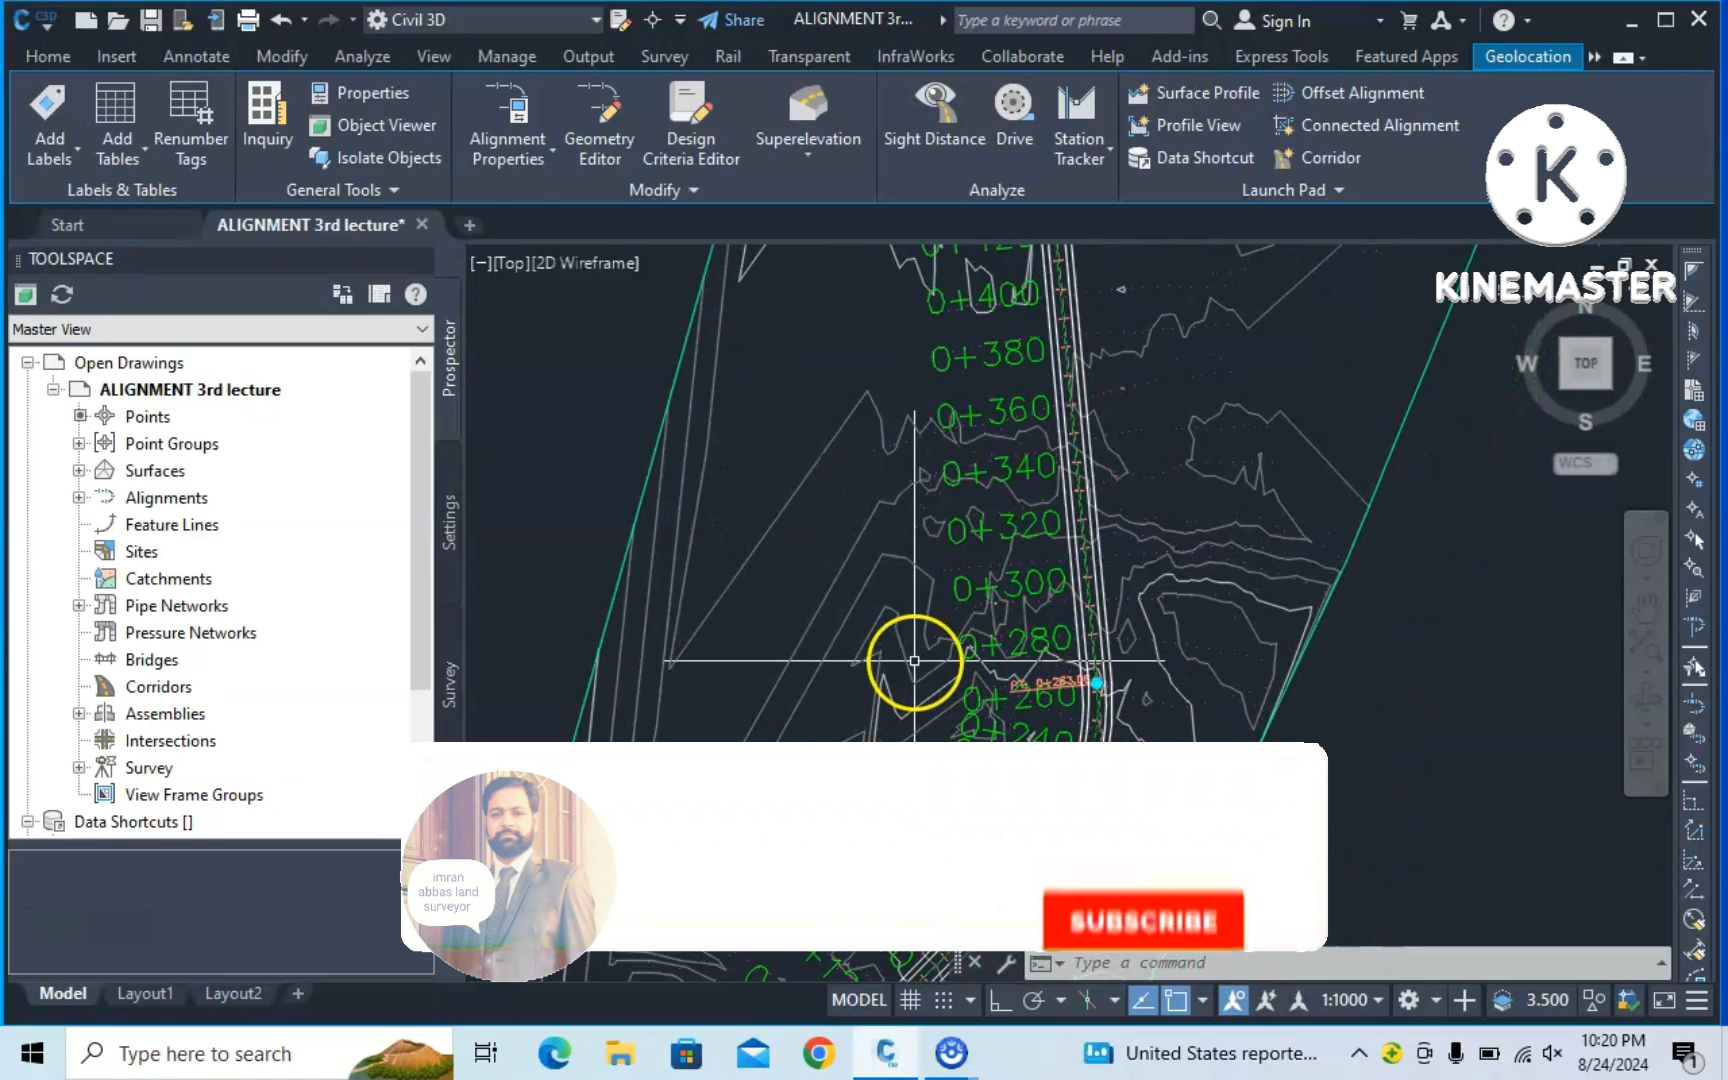 C3D
Civil 3D
Share
ALIGNMENT 3r...
Type a keyword or phrase
Sign In
Home
Insert
Annotate
Modify
Analyze
View
Manage
Output
Survey
Rail
Transparent
InfraWorks
Collaborate
Help
Add-ins
Express Tools
Featured Apps
Geolocation
Add Labels
Add Tables
Renumber Tags
Labels & Tables
Inquiry
Properties
Object Viewer
Isolate Objects
General Tools
Alignment Properties
Geometry Editor
Design Criteria Editor
Superelevation
Modify
Sight Distance
Drive
Station Tracker
Analyze
Surface Profile
Profile View
Data Shortcut
Offset Alignment
Connected Alignment
Corridor
Launch Pad
K
KINEMASTER
Start
ALIGNMENT 3rd lecture*
TOOLSPACE
Master View
Open Drawings
ALIGNMENT 3rd lecture
Points
Point Groups
Surfaces
Alignments
Feature Lines
Sites
Catchments
Pipe Networks
Pressure Networks
Bridges
Corridors
Assemblies
Intersections
Survey
View Frame Groups
Data Shortcuts []
Prospector
Settings
Survey
[−][Top][2D Wireframe]
0+400
0+380
0+360
0+340
0+320
0+300
0+280
0+260
0+240
N
W
TOP
E
S
WCS
imran
abbas land
surveyor
SUBSCRIBE
Type a command
Model
Layout1
Layout2
MODEL
1:1000
3.500
Type here to search
United States reporte...
10:20 PM
8/24/2024
1